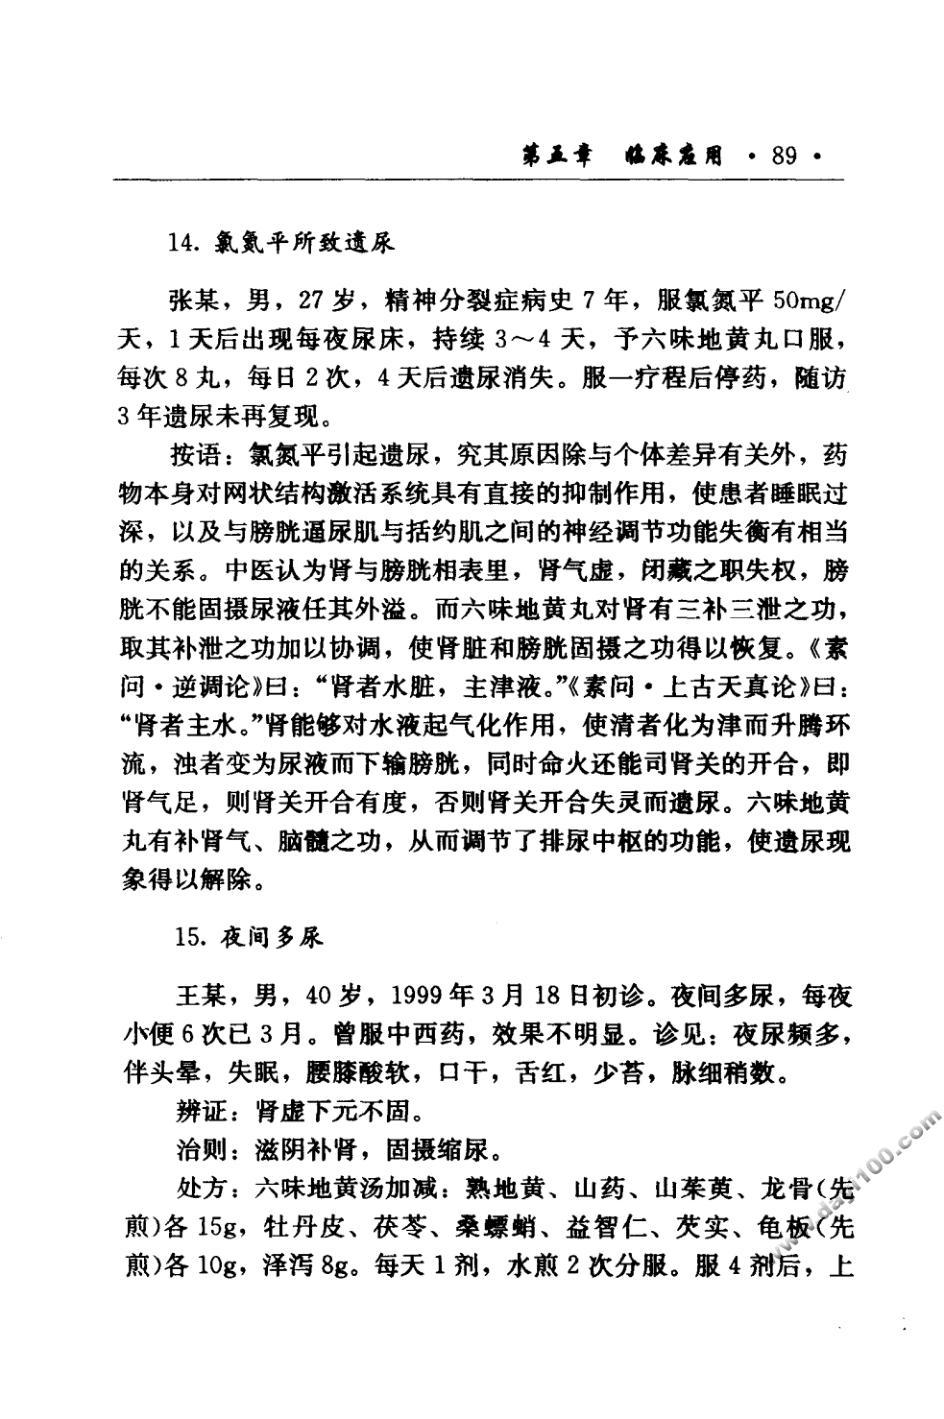 第五章 临床应用 · 89 ·
14. 氯氮平所致遗尿
张某，男，27 岁，精神分裂症病史 7 年，服氯氮平 50mg/
天，1 天后出现每夜尿床，持续 3～4 天，予六味地黄丸口服，
每次 8 丸，每日 2 次，4 天后遗尿消失。服一疗程后停药，随访
3 年遗尿未再复现。
按语：氯氮平引起遗尿，究其原因除与个体差异有关外，药
物本身对网状结构激活系统具有直接的抑制作用，使患者睡眠过
深，以及与膀胱逼尿肌与括约肌之间的神经调节功能失衡有相当
的关系。中医认为肾与膀胱相表里，肾气虚，闭藏之职失权，膀
胱不能固摄尿液任其外溢。而六味地黄丸对肾有三补三泄之功，
取其补泄之功加以协调，使肾脏和膀胱固摄之功得以恢复。《素
问·逆调论》曰：“肾者水脏，主津液。”《素问·上古天真论》曰：
“肾者主水。”肾能够对水液起气化作用，使清者化为津而升腾环
流，浊者变为尿液而下输膀胱，同时命火还能司肾关的开合，即
肾气足，则肾关开合有度，否则肾关开合失灵而遗尿。六味地黄
丸有补肾气、脑髓之功，从而调节了排尿中枢的功能，使遗尿现
象得以解除。
15. 夜间多尿
王某，男，40 岁，1999 年 3 月 18 日初诊。夜间多尿，每夜
小便 6 次已 3 月。曾服中西药，效果不明显。诊见：夜尿频多，
伴头晕，失眠，腰膝酸软，口干，舌红，少苔，脉细稍数。
辨证：肾虚下元不固。
治则：滋阴补肾，固摄缩尿。
处方：六味地黄汤加减：熟地黄、山药、山茱萸、龙骨（先
煎）各 15g，牡丹皮、茯苓、桑螵蛸、益智仁、芡实、龟板（先
煎）各 10g，泽泻 8g。每天 1 剂，水煎 2 次分服。服 4 剂后，上
www.daji100.com